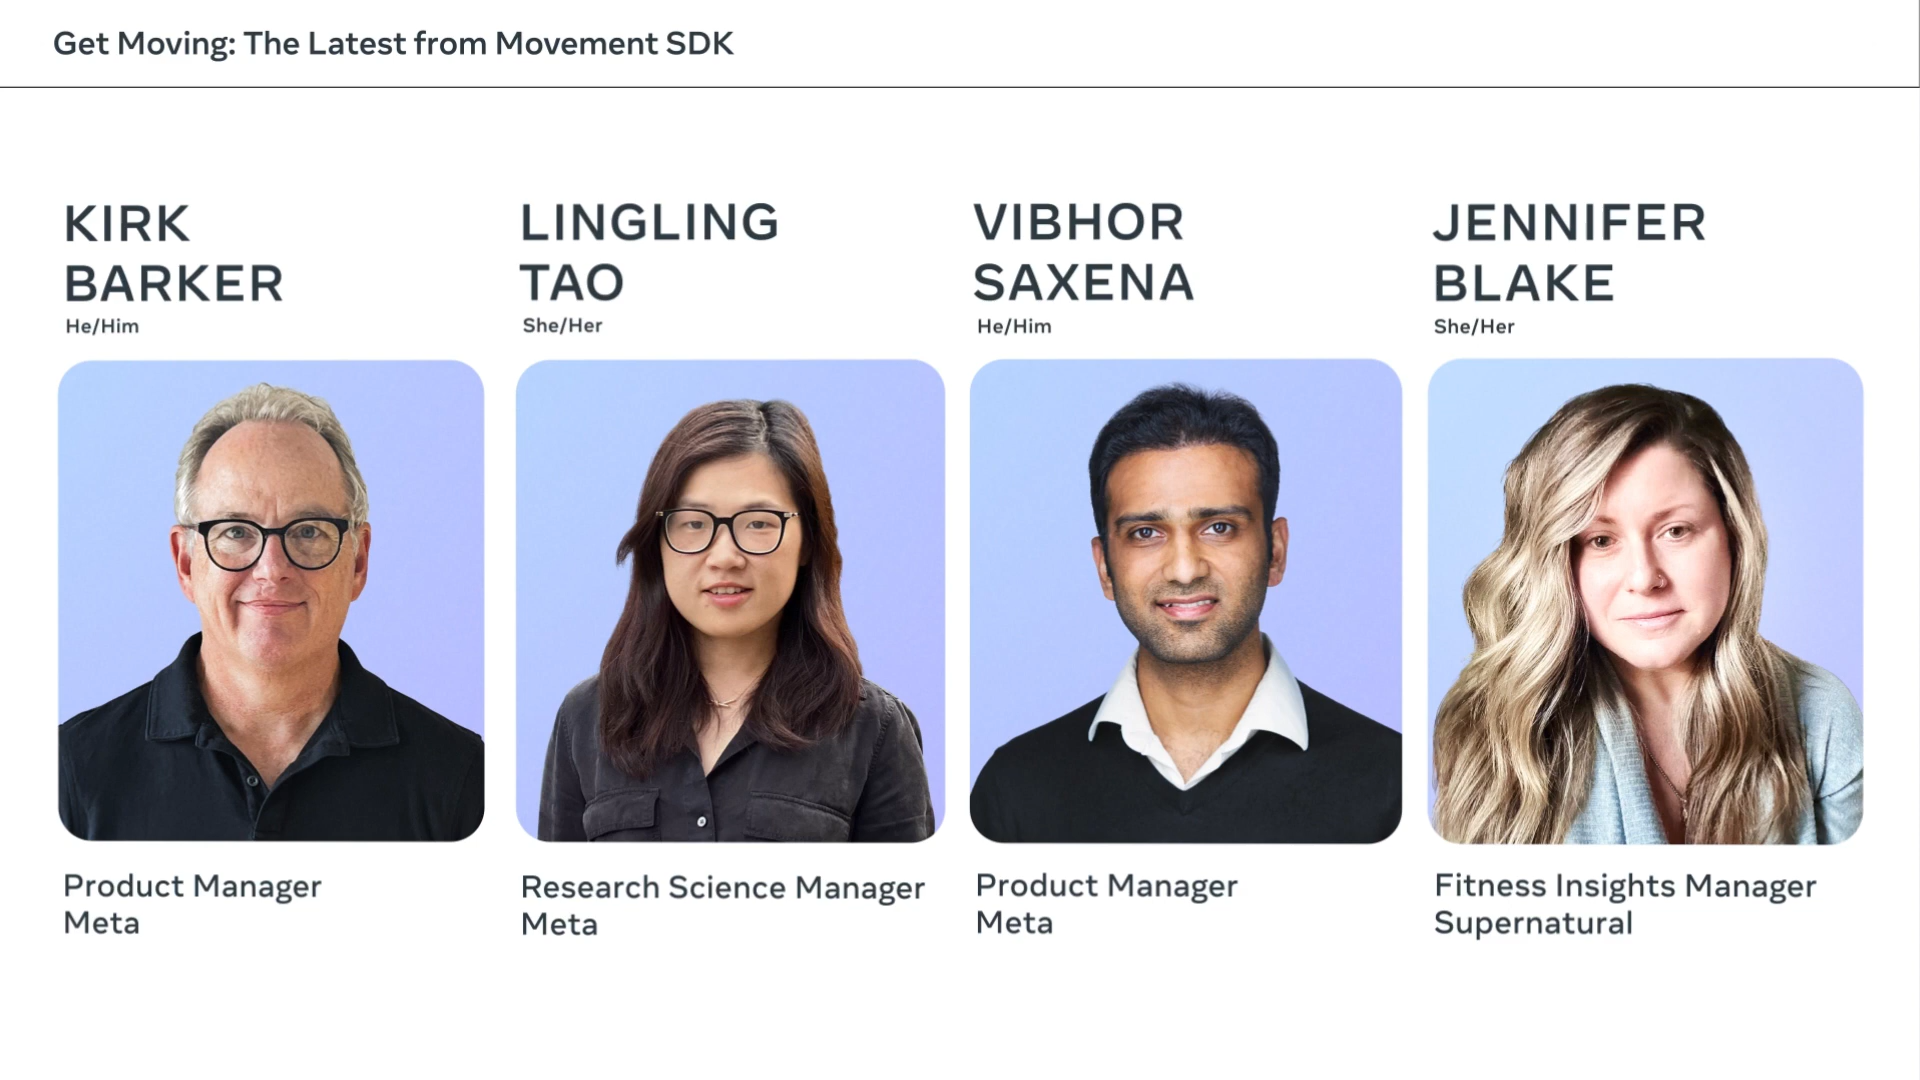 Get Moving: The Latest from Movement SDK
KIRK
BARKER
He/Him
Product Manager
Meta
LINGLING
TAO
She/Her
Research Science Manager
Meta
VIBHOR
SAXENA
He/Him
Product Manager
Meta
JENNIFER
BLAKE
She/Her
Fitness Insights Manager
Supernatural